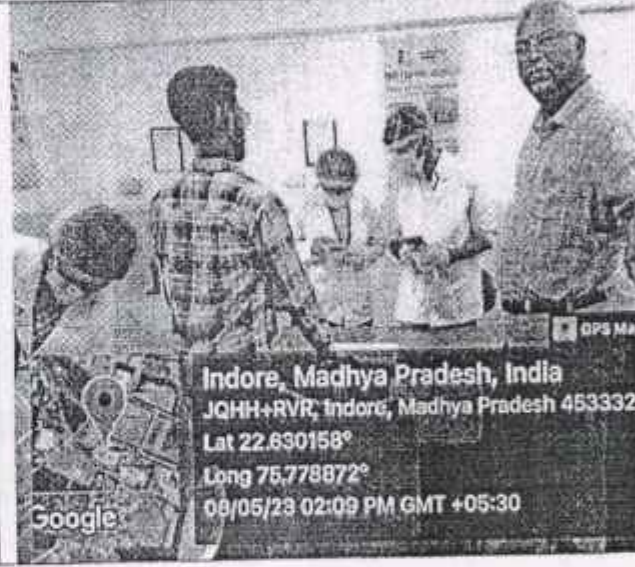 GPS MA
Indore, Madhya Pradesh, India
JQHH+RVR, Indore, Madhya Pradesh 453332
Lat 22.630158°
Long 75.778872°
08/05/23 02:09 PM GMT +05:30
Google